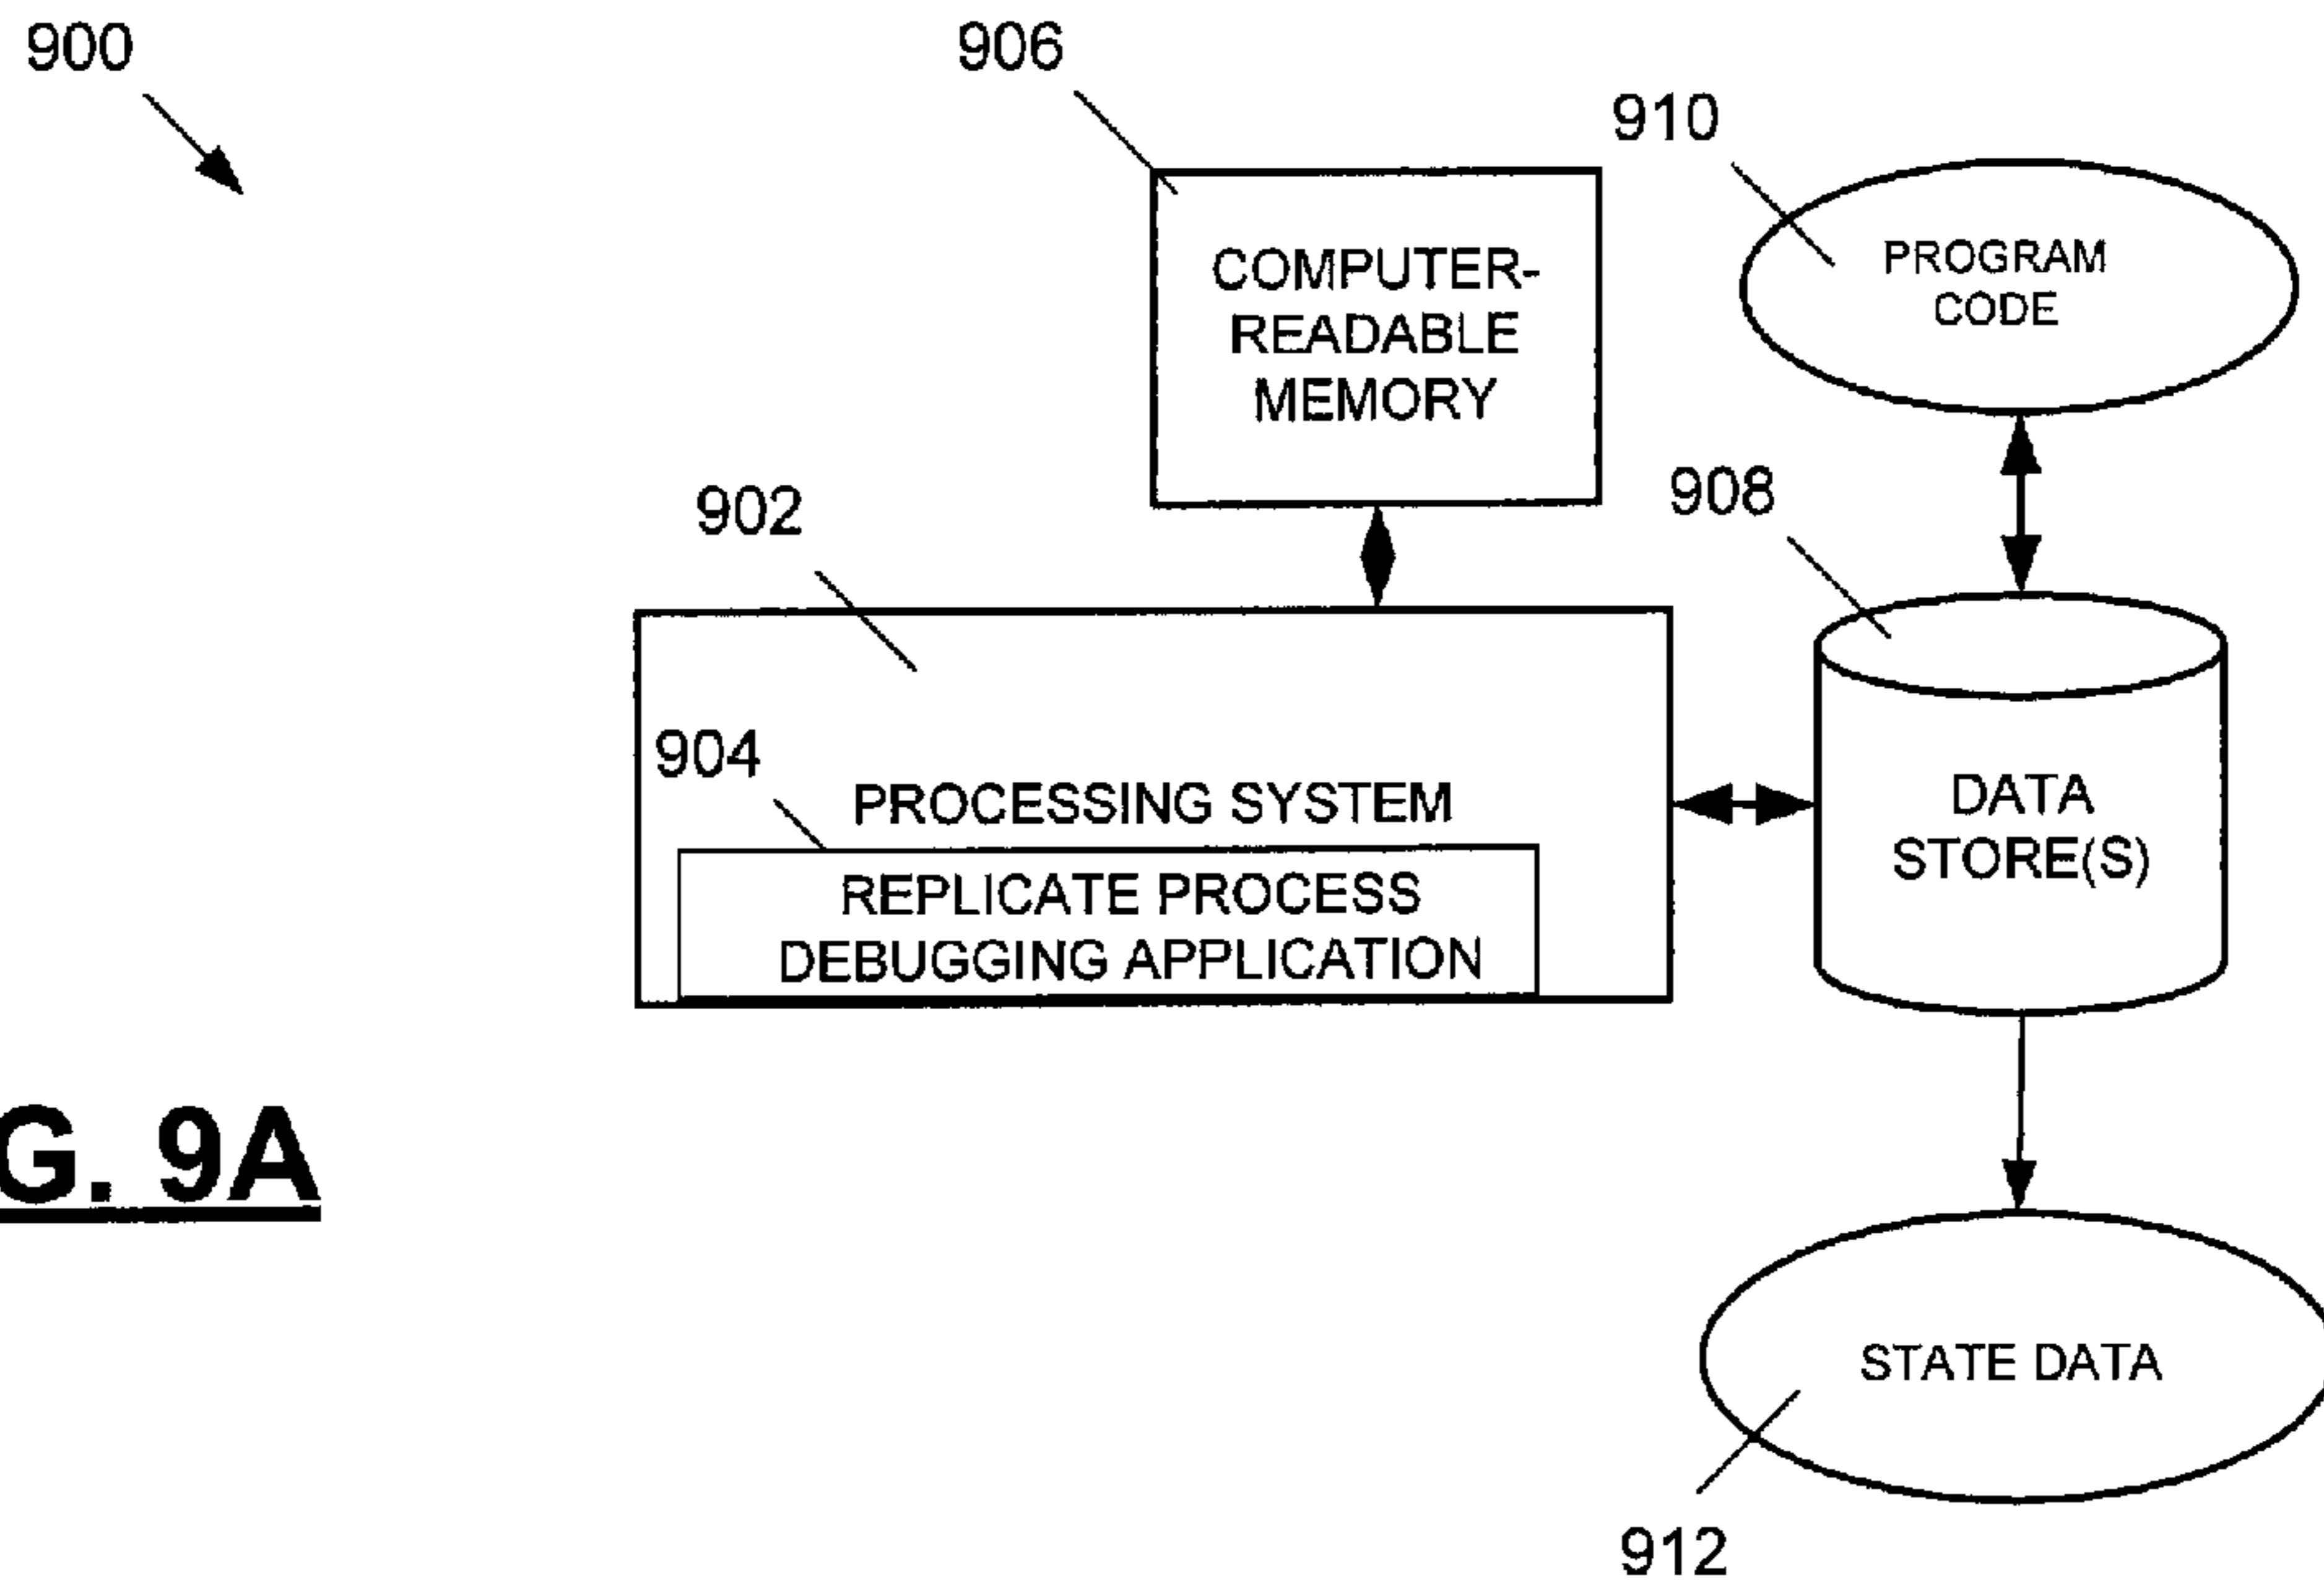 900
906
910
COMPUTER-
READABLE
MEMORY
PROGRAM
CODE
902
908
904
PROCESSING SYSTEM
REPLICATE PROCESS
DEBUGGING APPLICATION
DATA
STORE(S)
G. 9A
STATE DATA
912